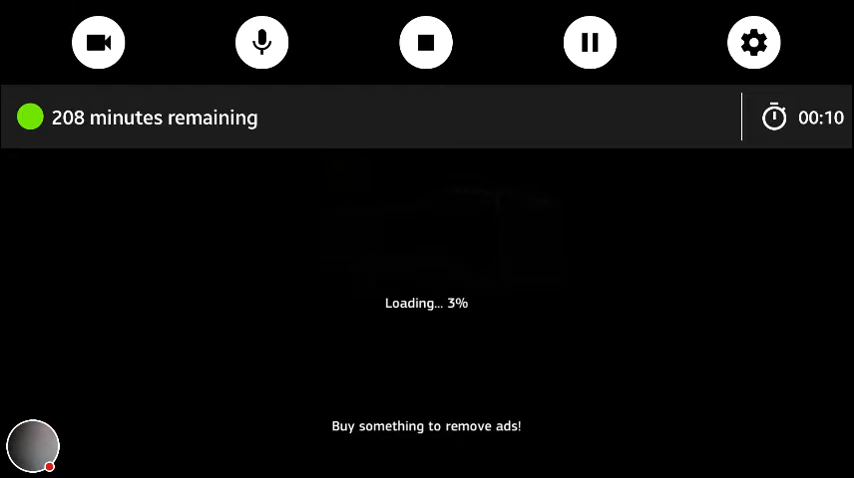 208 minutes remaining
00:10
Loading... 3%
Buy something to remove ads!